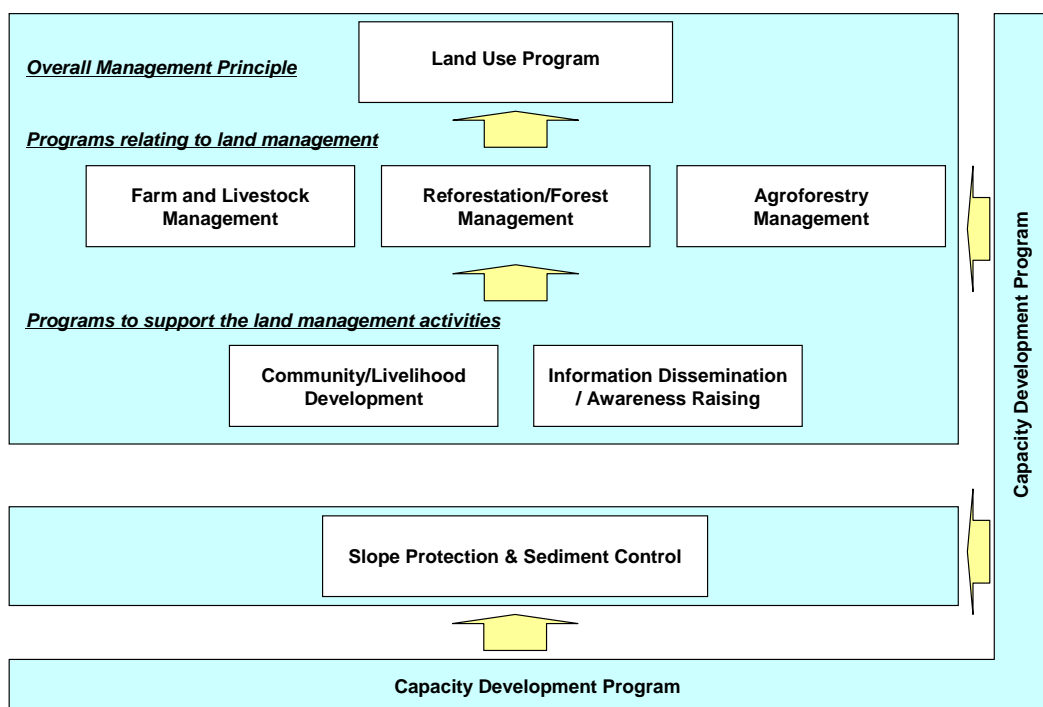 Overall Management Principle
Land Use Program
Programs relating to land management
Farm and Livestock
Management
Reforestation/Forest
Management
Agroforestry
Management
Programs to support the land management activities
Community/Livelihood
Development
Information Dissemination
/ Awareness Raising
Slope Protection & Sediment Control
Capacity Development Program
Capacity Development Program